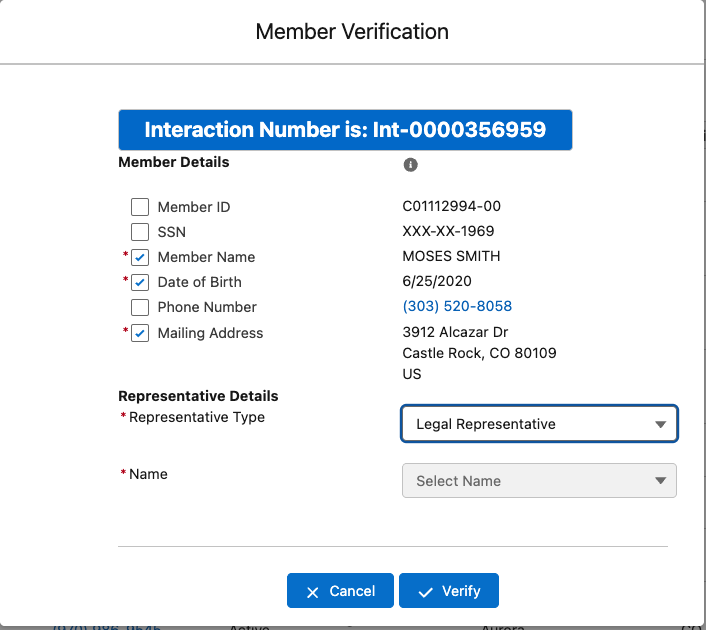 Member Verification
Interaction Number is: Int-0000356959
Member Details
Member ID C01112994-00
SSN XXX-XX-1969
* Member Name MOSES SMITH
* Date of Birth 6/25/2020
Phone Number (303) 520-8058
* Mailing Address 3912 Alcazar Dr
Castle Rock, CO 80109
US
Representative Details
* Representative Type Legal Representative
* Name Select Name
Cancel Verify